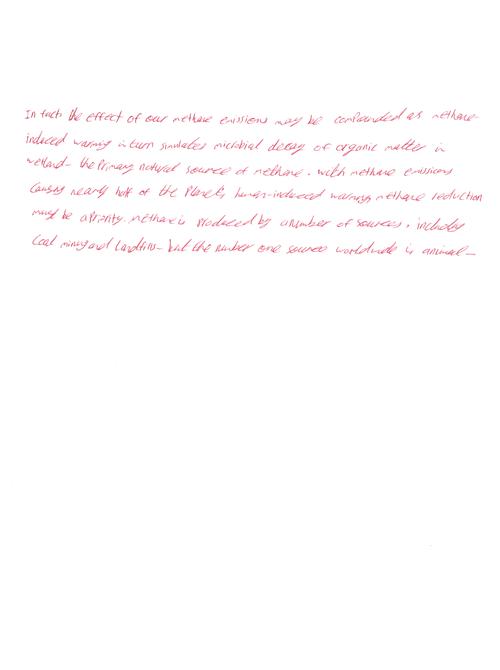 In fact the effect of our methane emissions may be compounded as methane-
induced warming in turn simulates microbial decay of organic matter in
wetland- the Primary natural source of methane. with methane emissions
Causing nearly half of the Planet's human-induced warming, methane reduction
must be a Priority. methane is Produced by a number of sources, including
Coal mining and landfills- but the number one source worldwide is animal-